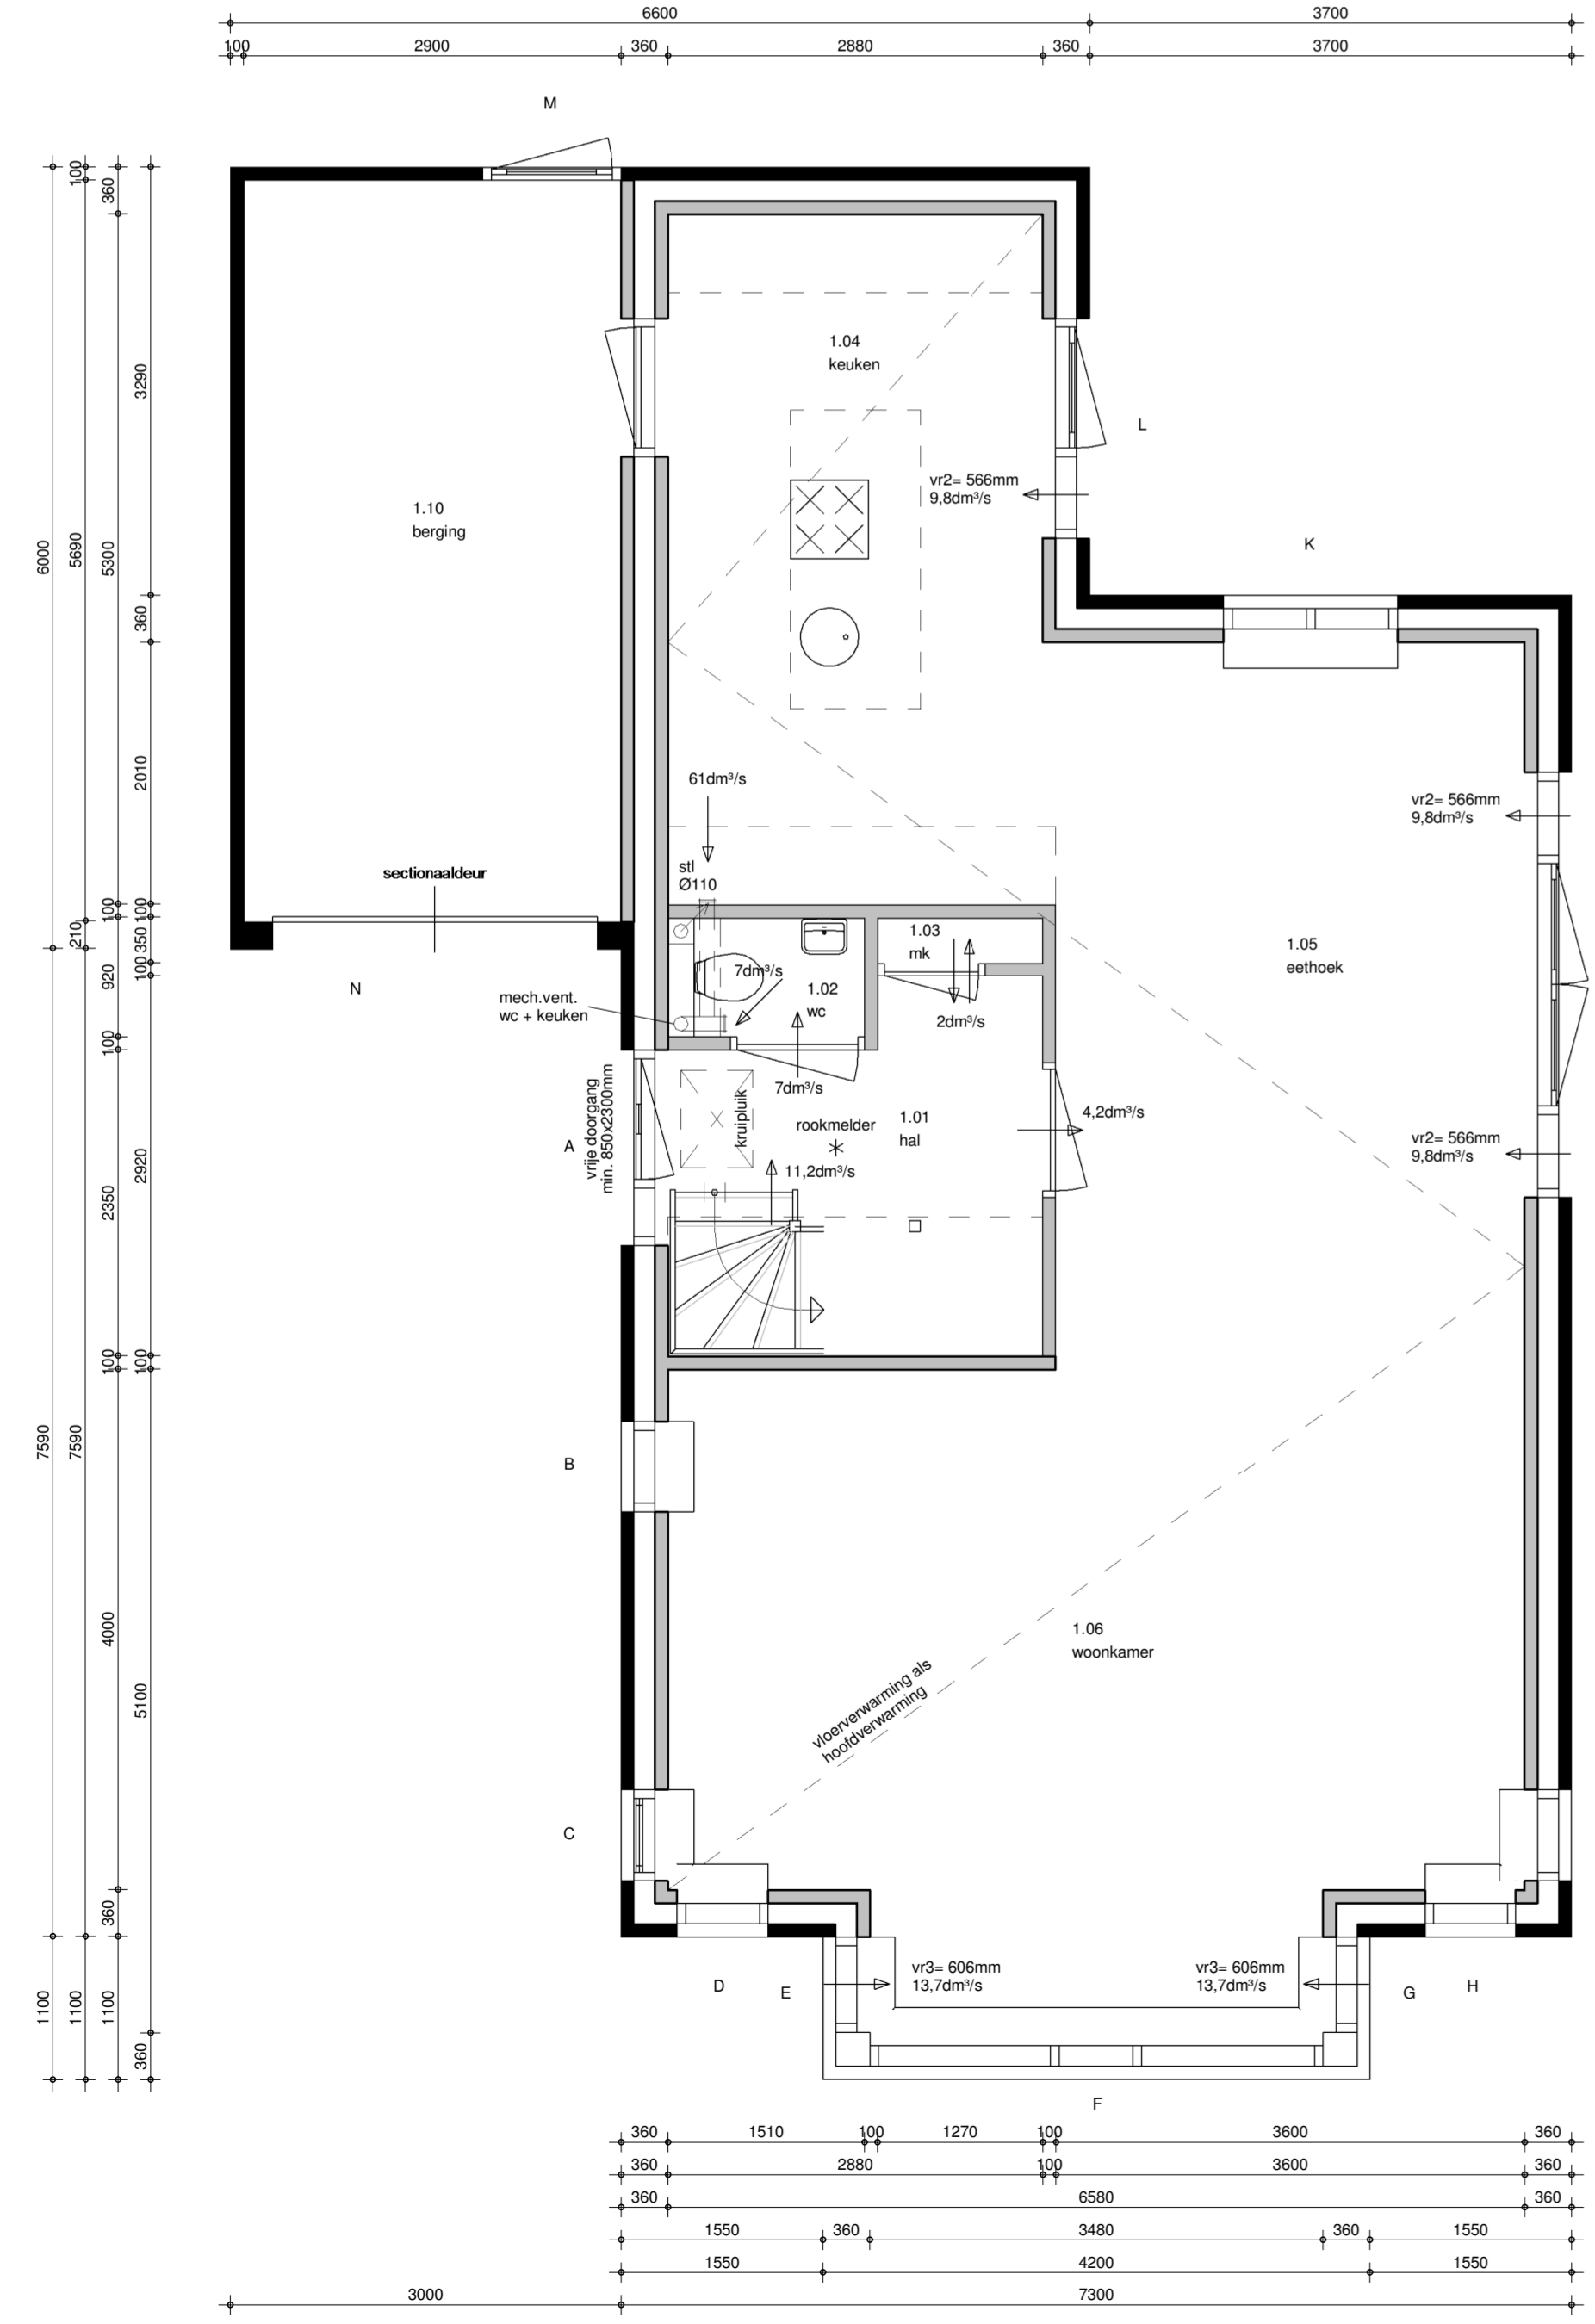 6600
3700
100
2900
360
2880
360
3700
M
100
360
3290
1.04
keuken
L
vr2= 566mm
9,8dm³/s
1.10
berging
K
6000
5690
5300
360
2010
61dm³/s
vr2= 566mm
9,8dm³/s
sectionaaldeur
stl
Ø110
100
100
210
350
920
100
1.03
mk
1.05
eethoek
7dm³/s
1.02
wc
N
mech.vent.
wc + keuken
2dm³/s
100
7dm³/s
vrije doorgang
min. 850x2300mm
A
kruipluik
rookmelder
1.01
hal
4,2dm³/s
vr2= 566mm
9,8dm³/s
11,2dm³/s
2350
2920
100
100
7590
7590
B
4000
5100
1.06
woonkamer
vloerverwarming als
hoofdverwarming
C
360
vr3= 606mm
13,7dm³/s
vr3= 606mm
13,7dm³/s
D
E
G
H
1100
1100
1100
360
F
360
1510
100
1270
100
3600
360
360
2880
100
3600
360
360
6580
360
1550
360
3480
360
1550
1550
4200
1550
3000
7300